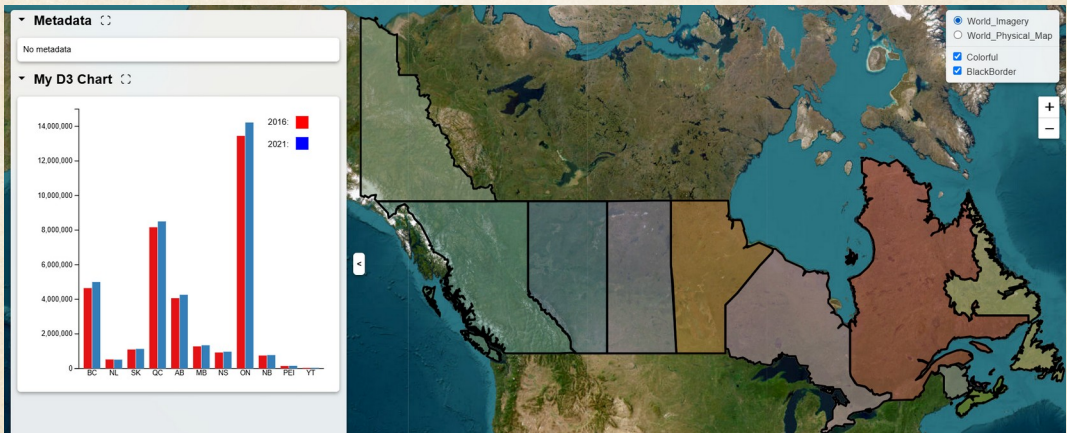 Metadata
No metadata
My D3 Chart
14,000,000
12,000,000
10,000,000
8,000,000
6,000,000
4,000,000
2,000,000
0
2016:
2021:
BC NL SK QC AB MB NS ON NB PEI YT
<
World_Imagery
World_Physical_Map
Colorful
BlackBorder
+
−